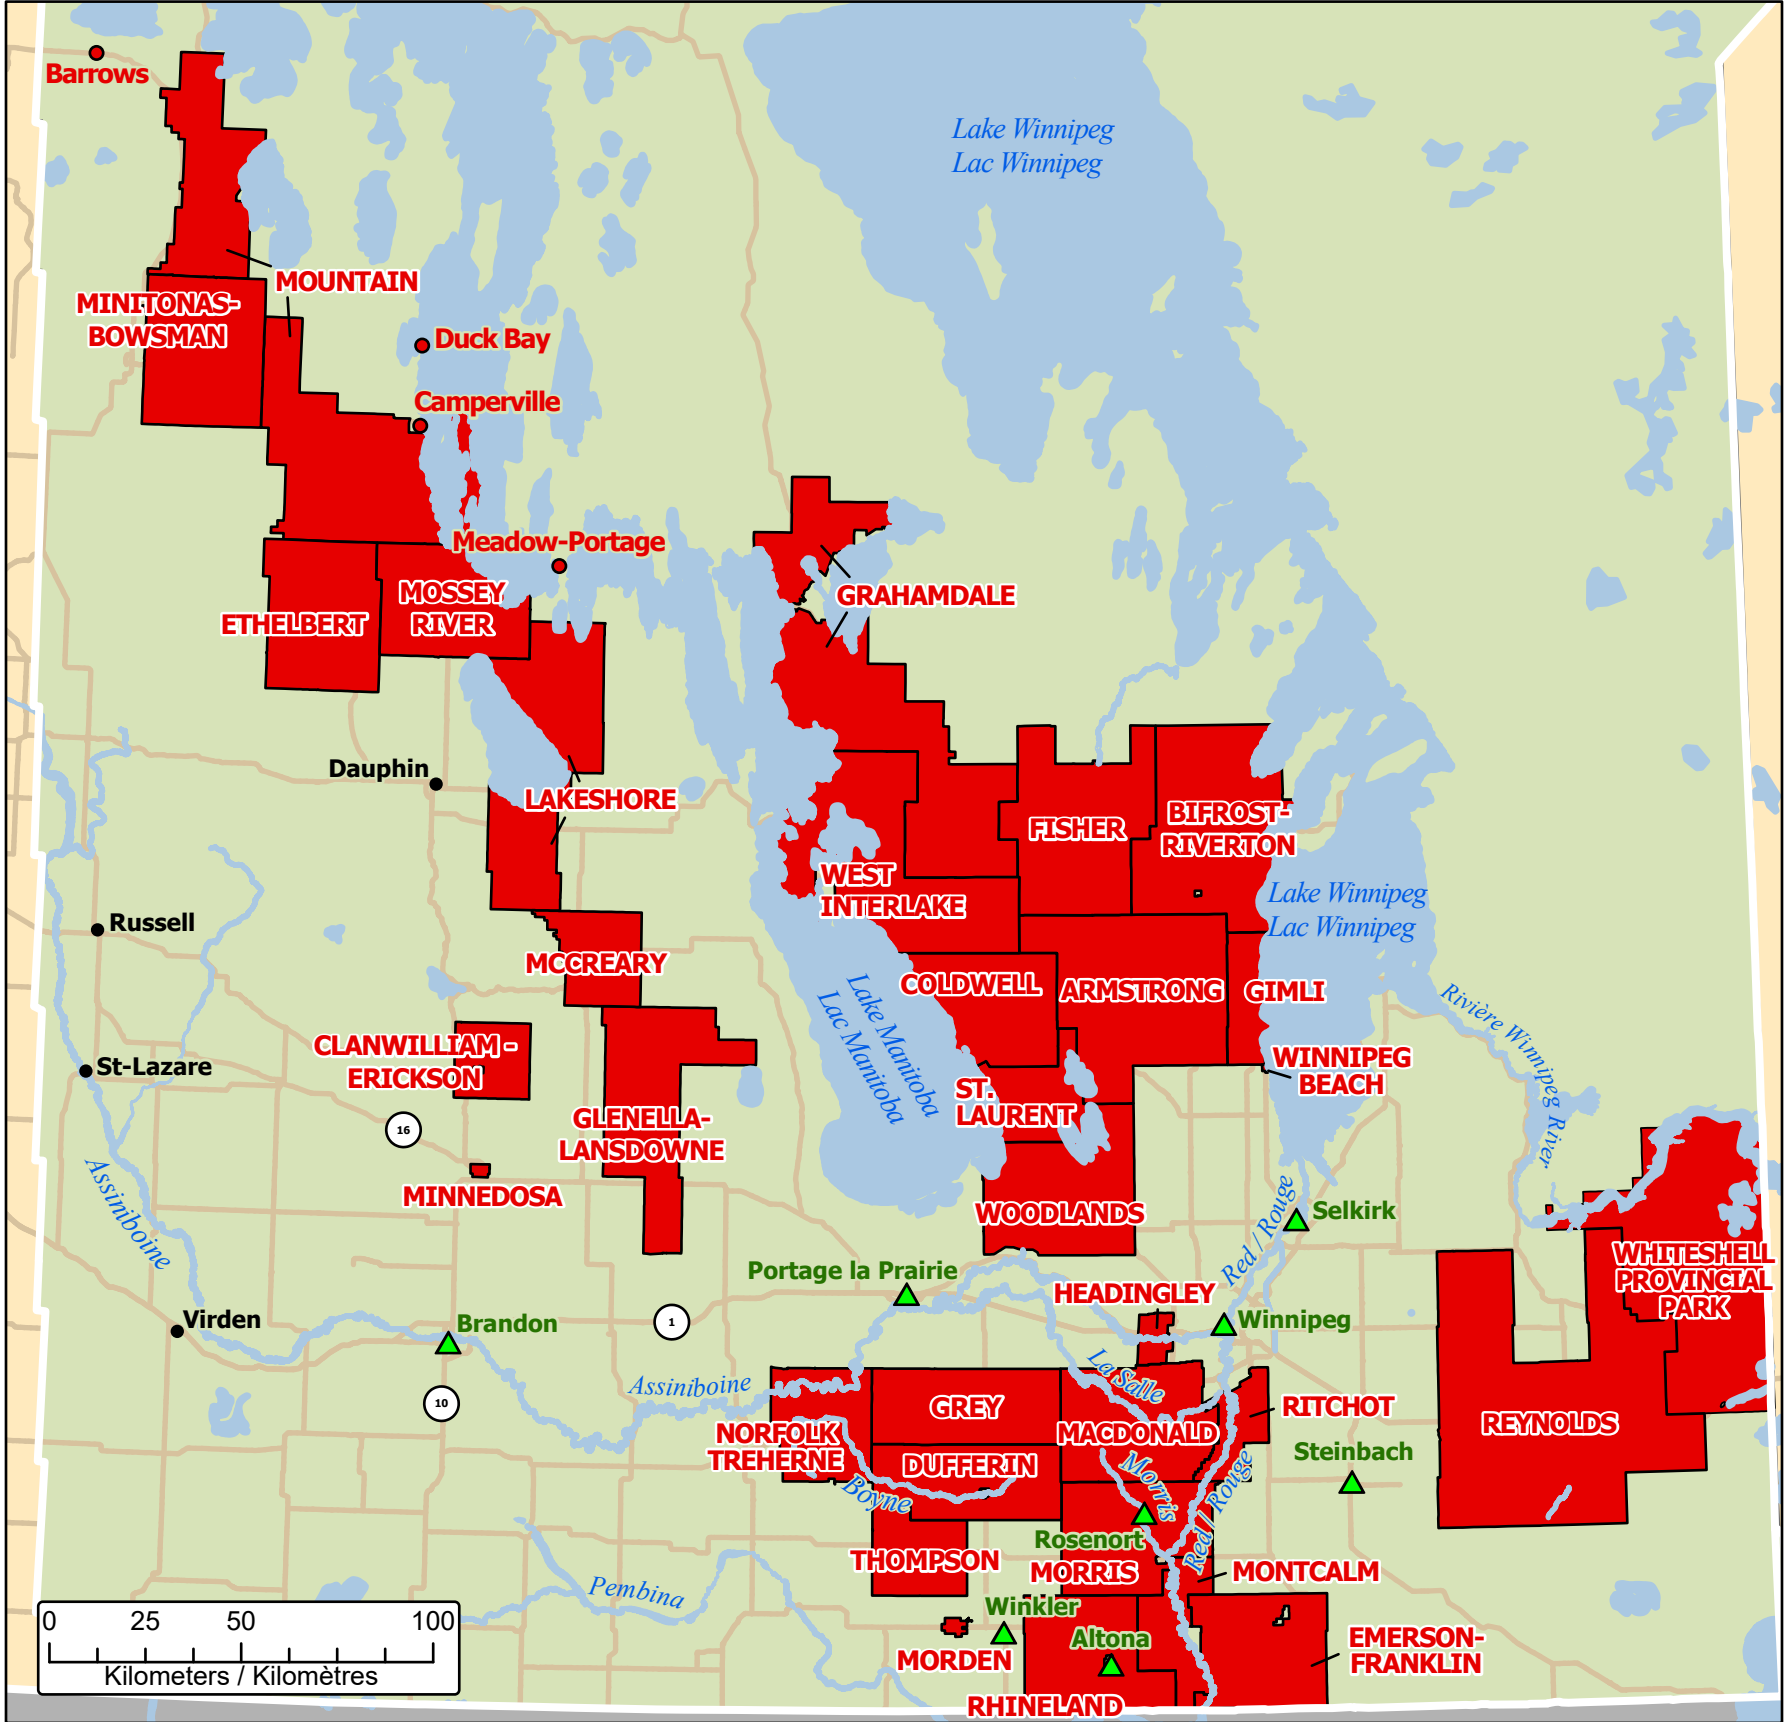 Barrows
Lake Winnipeg
Lac Winnipeg
MOUNTAIN
MINITONAS-
BOWSMAN
Duck Bay
Camperville
Meadow-Portage
GRAHAMDALE
MOSSEY
RIVER
ETHELBERT
Dauphin
LAKESHORE
FISHER
BIFROST-
RIVERTON
WEST
INTERLAKE
Lake Winnipeg
Lac Winnipeg
Russell
MCCREARY
COLDWELL
ARMSTRONG
GIMLI
Lake Manitoba
Lac Manitoba
Rivière Winnipeg River
CLANWILLIAM -
ERICKSON
St-Lazare
WINNIPEG
BEACH
ST.
LAURENT
GLENELLA-
LANSDOWNE
16
MINNEDOSA
Assiniboine
WOODLANDS
Selkirk
Red / Rouge
WHITESHELL
PROVINCIAL
PARK
Portage la Prairie
HEADINGLEY
Virden
Brandon
1
Winnipeg
La Salle
Assiniboine
10
GREY
RITCHOT
NORFOLK
TREHERNE
MACDONALD
REYNOLDS
DUFFERIN
Steinbach
Boyne
Morris
Red / Rouge
Rosenort
THOMPSON
MORRIS
MONTCALM
Pembina
Winkler
Altona
MORDEN
EMERSON-
FRANKLIN
RHINELAND
0 25 50 100
Kilometers / Kilomètres